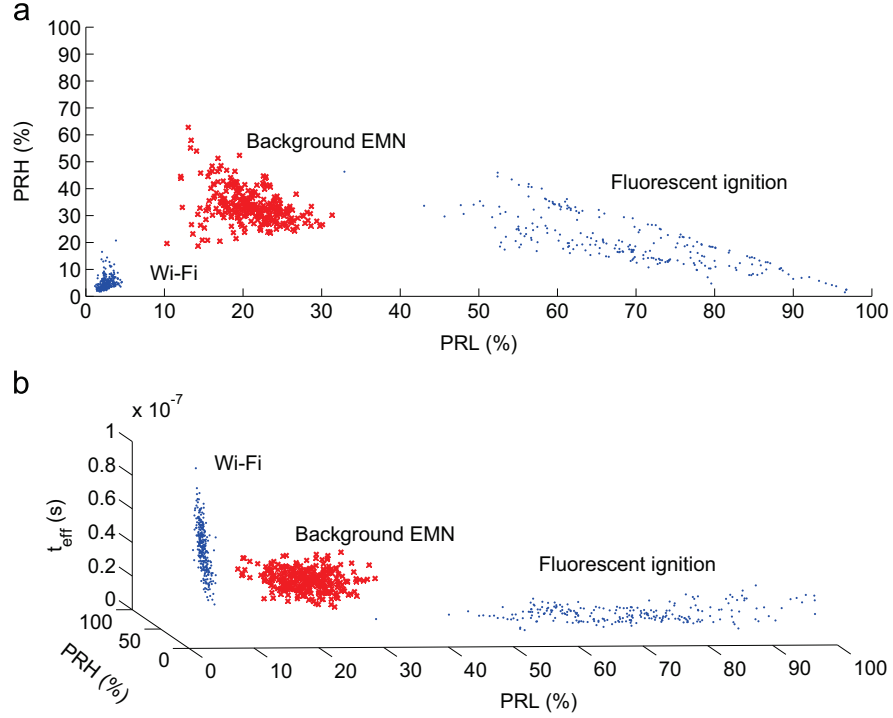 a
100
90
80
70
60
50
40
30
20
10
0
PRH (%)
Background EMN
Fluorescent ignition
Wi-Fi
0 10 20 30 40 50 60 70 80 90 100
PRL (%)
b
x 10-7
1
0.8
0.6
0.4
0.2
0
teff (s)
Wi-Fi
Background EMN
Fluorescent ignition
100
50
0
PRH (%)
0 10 20 30 40 50 60 70 80 90 100
PRL (%)